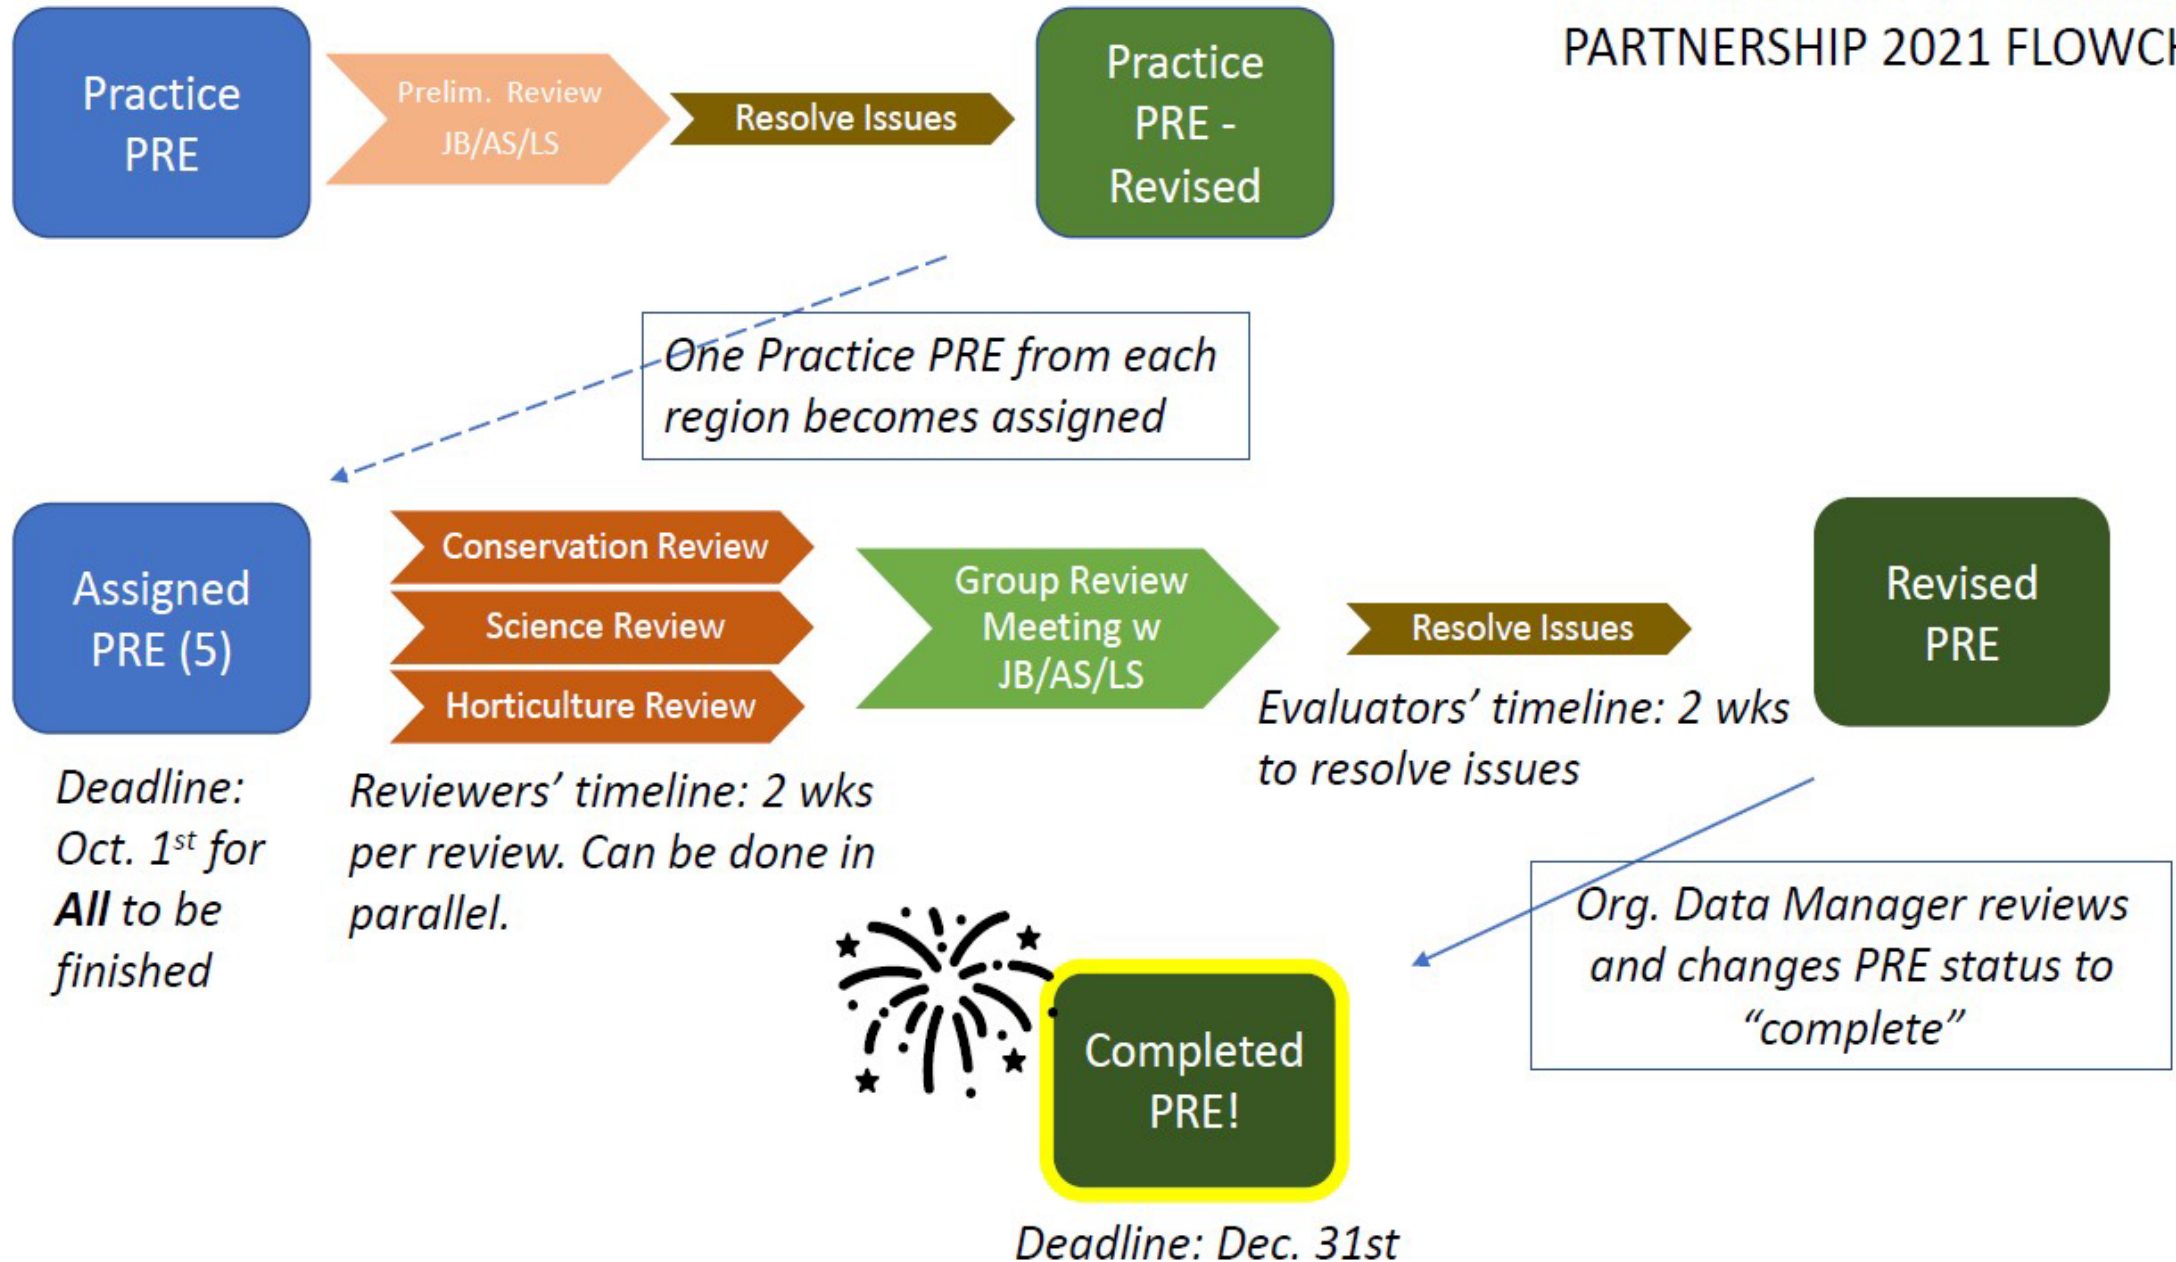 PARTNERSHIP 2021 FLOWCH
Practice
PRE
Prelim. Review
JB/AS/LS
Resolve Issues
Practice
PRE -
Revised
One Practice PRE from each
region becomes assigned
Assigned
PRE (5)
Conservation Review
Science Review
Horticulture Review
Group Review
Meeting w
JB/AS/LS
Resolve Issues
Revised
PRE
Deadline:
Oct. 1st for
All to be
finished
Reviewers’ timeline: 2 wks
per review. Can be done in
parallel.
Evaluators’ timeline: 2 wks
to resolve issues
Org. Data Manager reviews
and changes PRE status to
“complete”
Completed
PRE!
Deadline: Dec. 31st